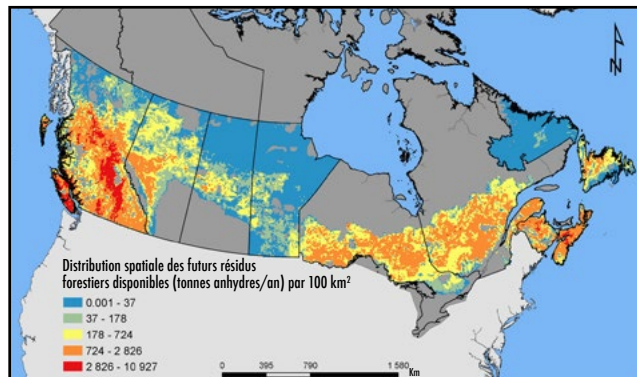 N
Distribution spatiale des futurs résidus
forestiers disponibles (tonnes anhydres/an) par 100 km²
0.001 - 37
37 - 178
178 - 724
724 - 2 826
2 826 - 10 927
0 395 790 1 580
Km